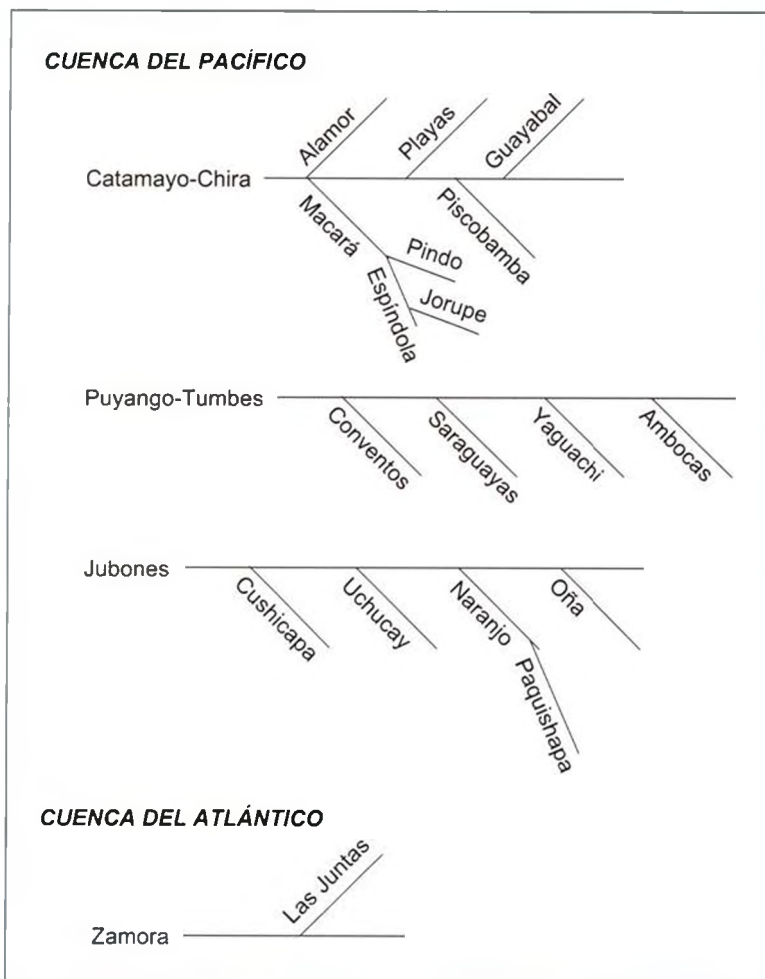 CUENCA DEL PACÍFICO
Alamor
Playas
Guayabal
Catamayo-Chira
Macará
Piscobamba
Pindo
Espíndola
Jorupe
Puyango-Tumbes
Conventos
Saraguayas
Yaguachi
Ambocas
Jubones
Cushicapa
Uchucay
Naranjo
Oña
Paquishapa
CUENCA DEL ATLÁNTICO
Las Juntas
Zamora